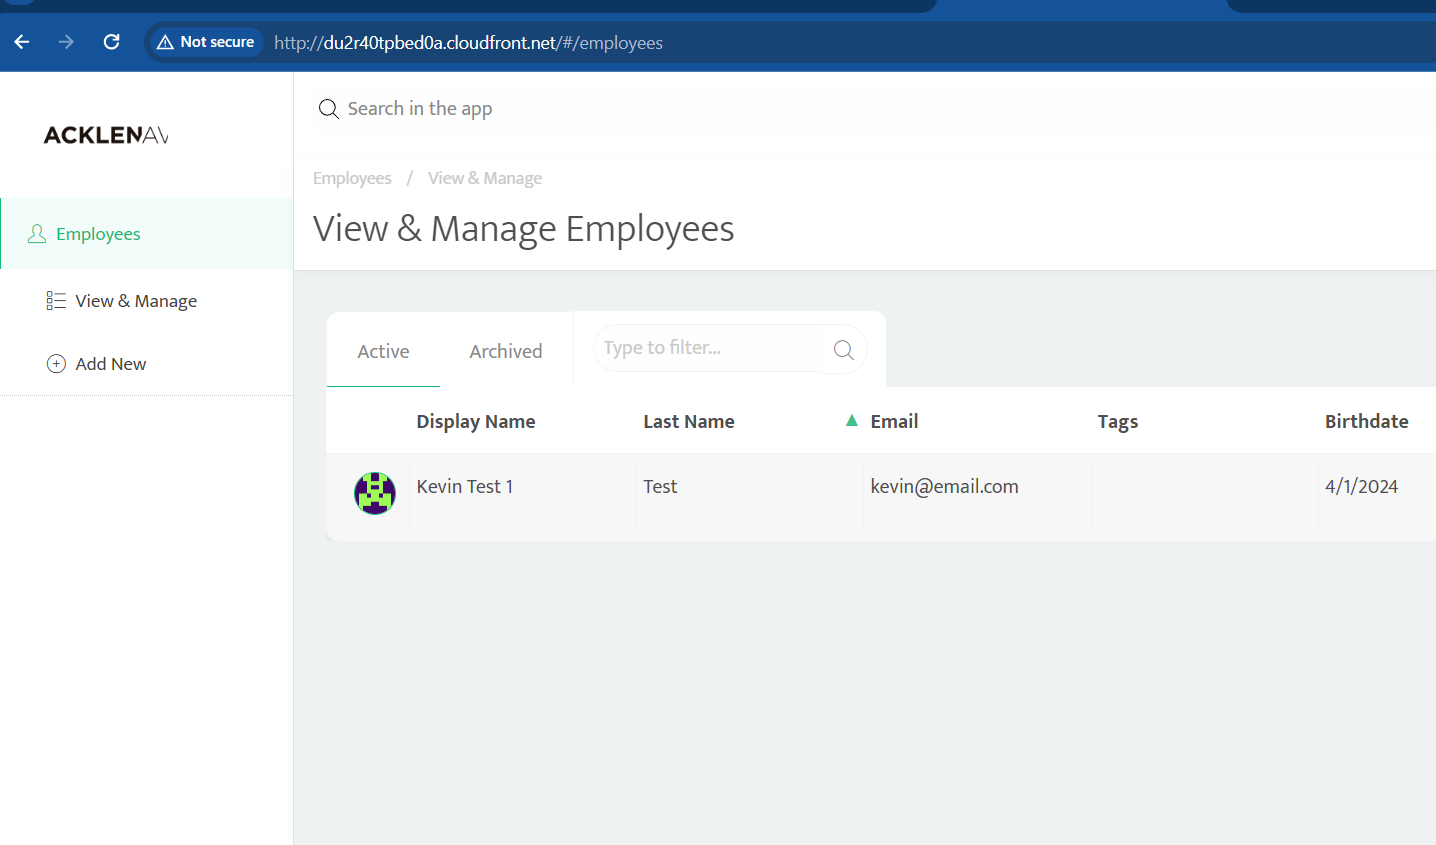 Not secure http://du2r40tpbed0a.cloudfront.net/#/employees
ACKLENAV
Search in the app
Employees / View & Manage
View & Manage Employees
Employees
View & Manage
Add New
Active Archived Type to filter...
Display Name Last Name Email Tags Birthdate
Kevin Test 1 Test kevin@email.com 4/1/2024